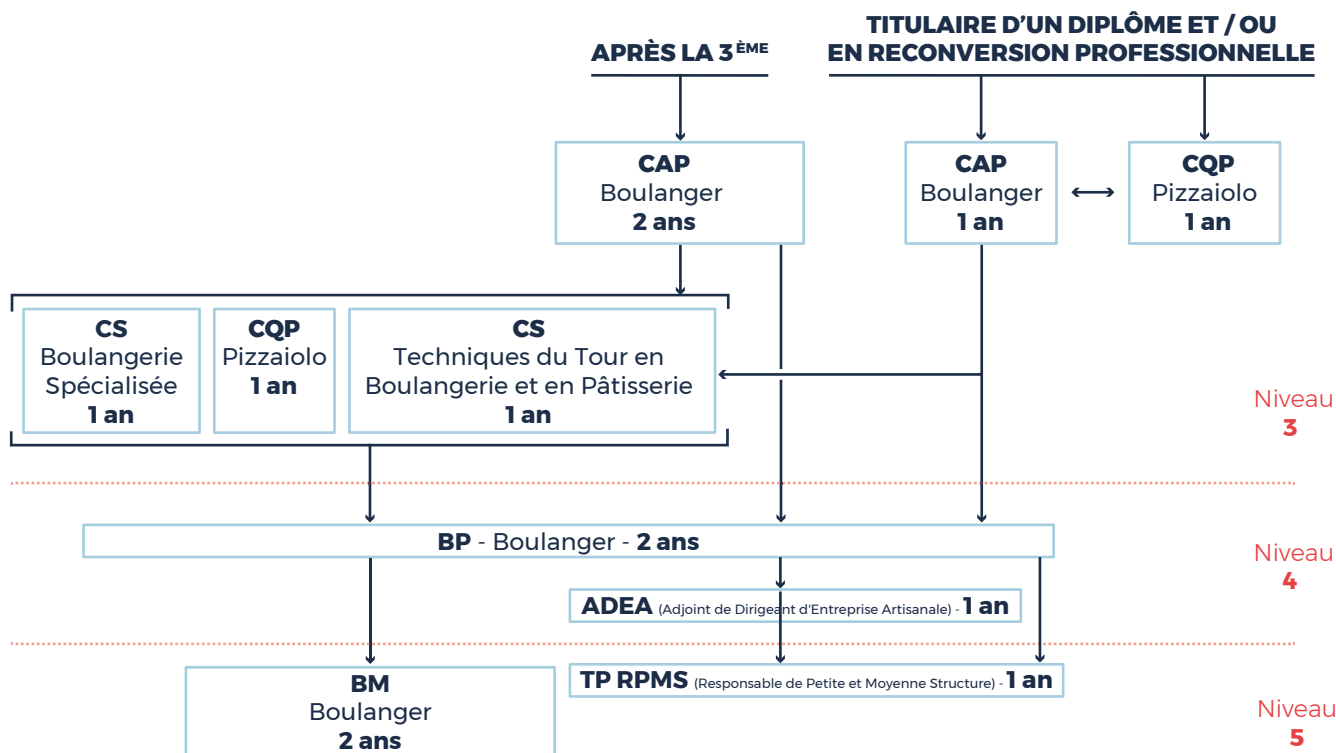 APRÈS LA 3ÈME
TITULAIRE D'UN DIPLÔME ET / OU
EN RECONVERSION PROFESSIONNELLE
CAP
Boulanger
2 ans
CAP
Boulanger
1 an
CQP
Pizzaiolo
1 an
CS
Boulangerie
Spécialisée
1 an
CQP
Pizzaiolo
1 an
CS
Techniques du Tour en
Boulangerie et en Pâtisserie
1 an
Niveau
3
BP - Boulanger - 2 ans
ADEA (Adjoint de Dirigeant d'Entreprise Artisanale) - 1 an
Niveau
4
BM
Boulanger
2 ans
TP RPMS (Responsable de Petite et Moyenne Structure) - 1 an
Niveau
5